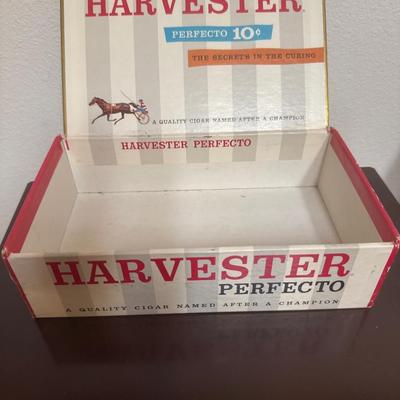 HARVESTER
PERFECTO 10¢
THE SECRET'S IN THE CURING
A QUALITY CIGAR NAMED AFTER A CHAMPION
HARVESTER PERFECTO
HARVESTER
PERFECTO
A QUALITY CIGAR NAMED AFTER A CHAMPION